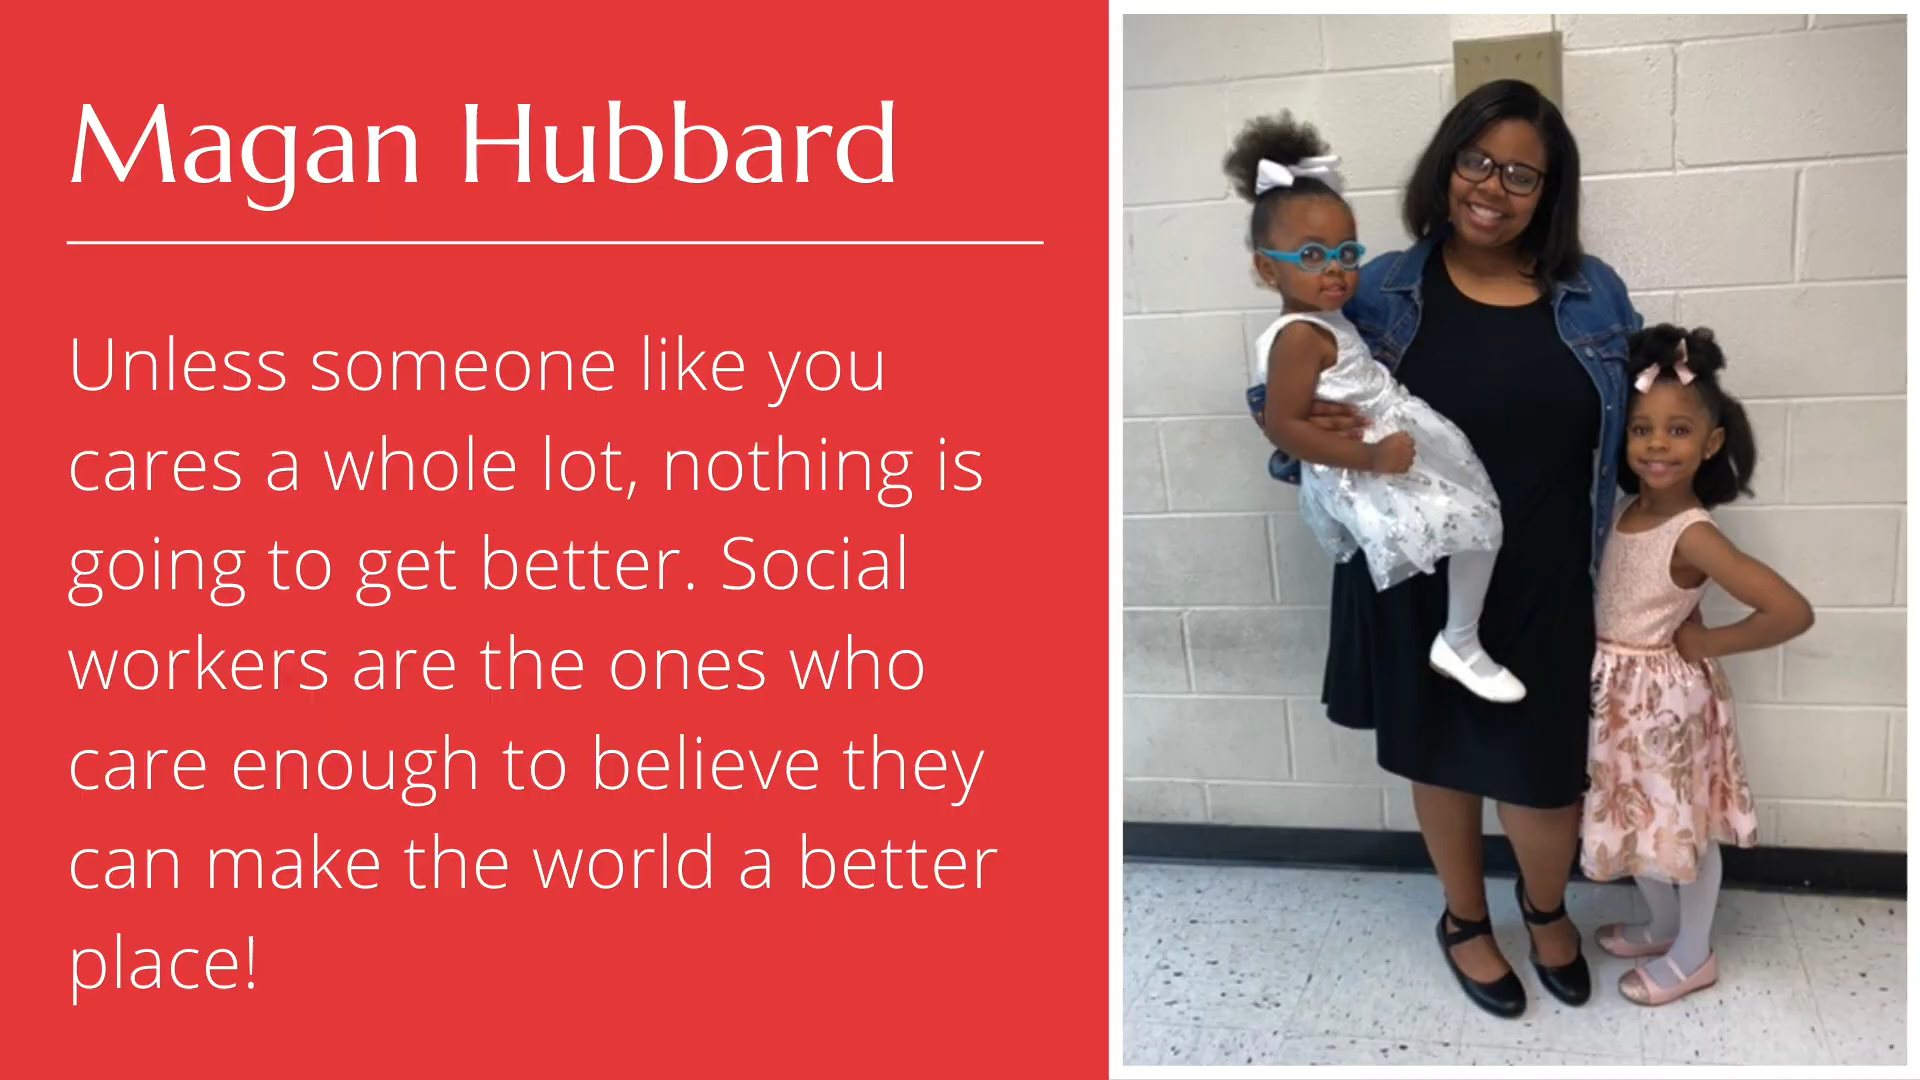 Magan Hubbard
Unless someone like you
cares a whole lot, nothing is
going to get better. Social
workers are the ones who
care enough to believe they
can make the world a better
place!